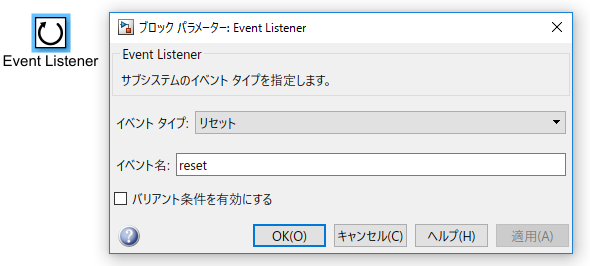 Event Listener
ブロック パラメーター: Event Listener
Event Listener
サブシステムのイベント タイプを指定します。
イベント タイプ: リセット
イベント名: reset
バリアント条件を有効にする
?
OK(O) キャンセル(C) ヘルプ(H) 適用(A)